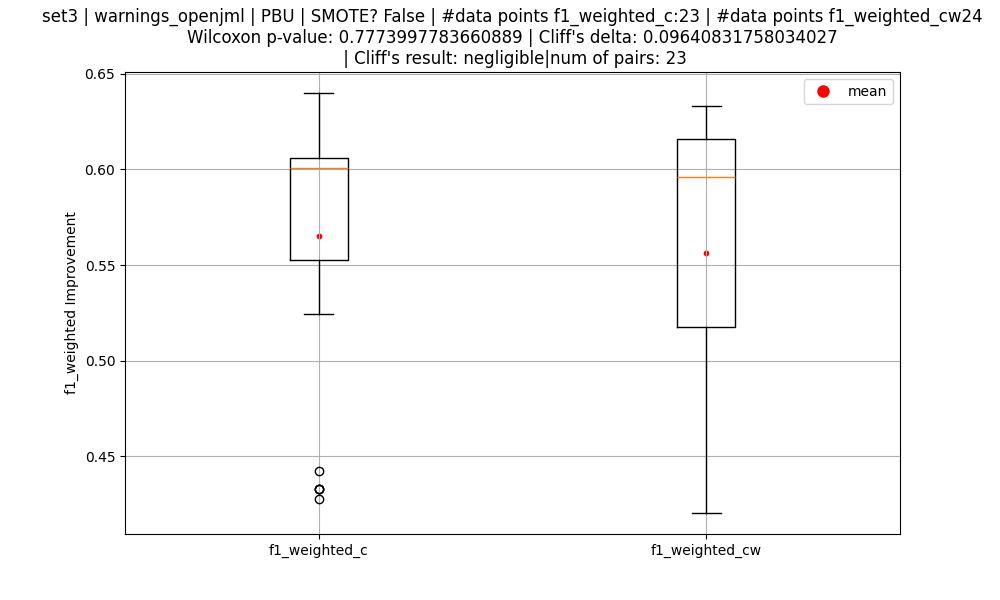 set3 | warnings_openjml | PBU | SMOTE? False | #data points f1_weighted_c:23 | #data points f1_weighted_cw24
Wilcoxon p-value: 0.7773997783660889 | Cliff's delta: 0.09640831758034027
| Cliff's result: negligible|num of pairs: 23
mean
0.65
0.60
0.55
0.50
0.45
f1_weighted Improvement
f1_weighted_c
f1_weighted_cw